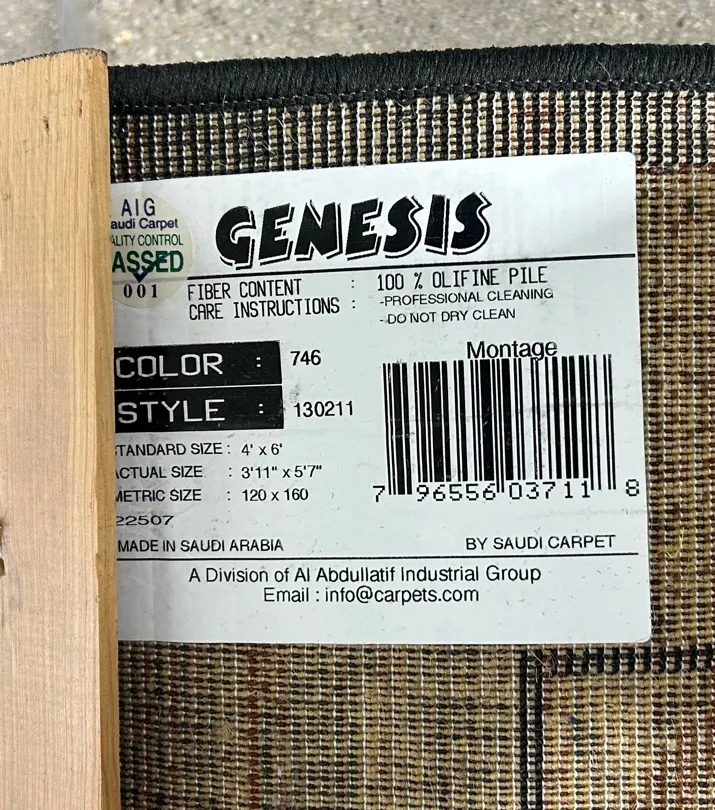 AIG
audi Carpet
ALITY CONTROL
ASSED
001
GENESIS
FIBER CONTENT : 100 % OLIFINE PILE
CARE INSTRUCTIONS : -PROFESSIONAL CLEANING
-DO NOT DRY CLEAN
COLOR : 746
STYLE : 130211
Montage
7 96556 03711 8
STANDARD SIZE : 4' x 6'
ACTUAL SIZE : 3'11" x 5'7"
METRIC SIZE : 120 x 160
22507
MADE IN SAUDI ARABIA
BY SAUDI CARPET
A Division of Al Abdullatif Industrial Group
Email : info@carpets.com